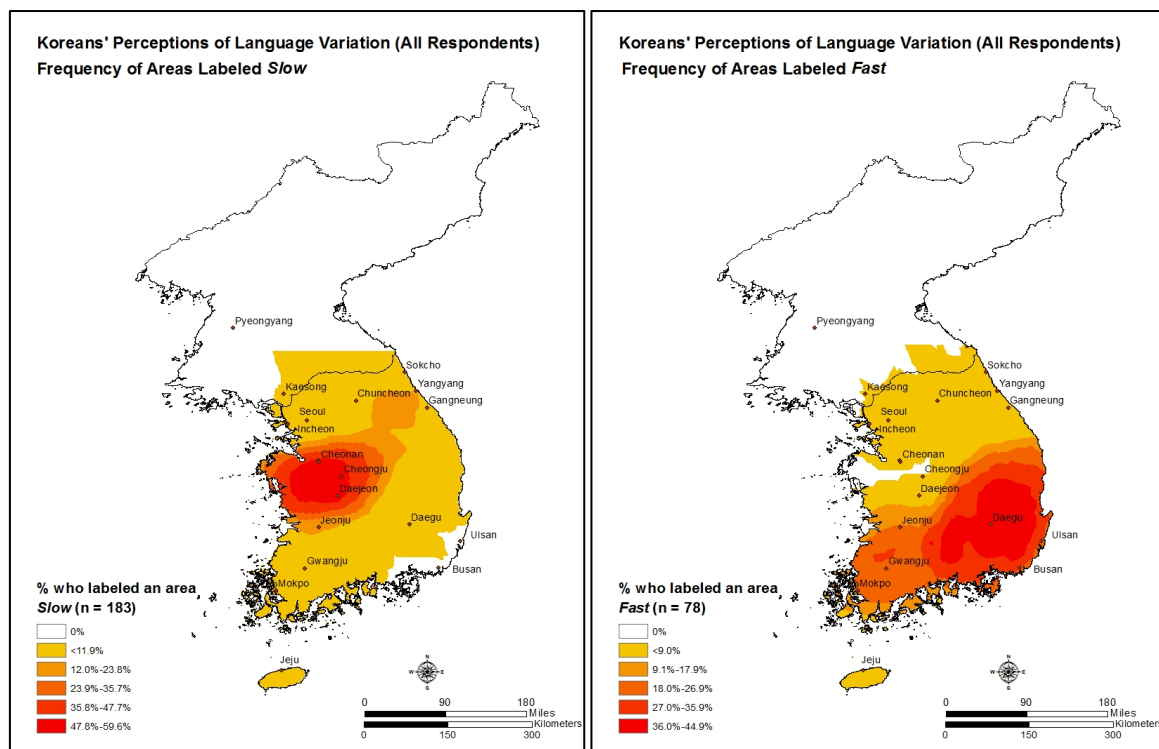 Koreans' Perceptions of Language Variation (All Respondents)
Frequency of Areas Labeled Slow
Pyeongyang
Sokcho
Kaesong
Yangyang
Chuncheon
Gangneung
Seoul
Incheon
Cheonan
Cheongju
Daejeon
Jeonju
Daegu
Ulsan
Gwangju
Busan
Mokpo
% who labeled an area
Slow (n = 183)
0%
<11.9%
12.0%-23.8%
23.9%-35.7%
35.8%-47.7%
47.8%-59.6%
Jeju
N
W E
S
0 90 180
Miles
Kilometers
0 150 300
Koreans' Perceptions of Language Variation (All Respondents)
Frequency of Areas Labeled Fast
Pyeongyang
Sokcho
Kaesong
Yangyang
Chuncheon
Gangneung
Seoul
Incheon
Cheonan
Cheongju
Daejeon
Jeonju
Daegu
Ulsan
Gwangju
Busan
Mokpo
% who labeled an area
Fast (n = 78)
0%
<9.0%
9.1%-17.9%
18.0%-26.9%
27.0%-35.9%
36.0%-44.9%
Jeju
N
W E
S
0 90 180
Miles
Kilometers
0 150 300